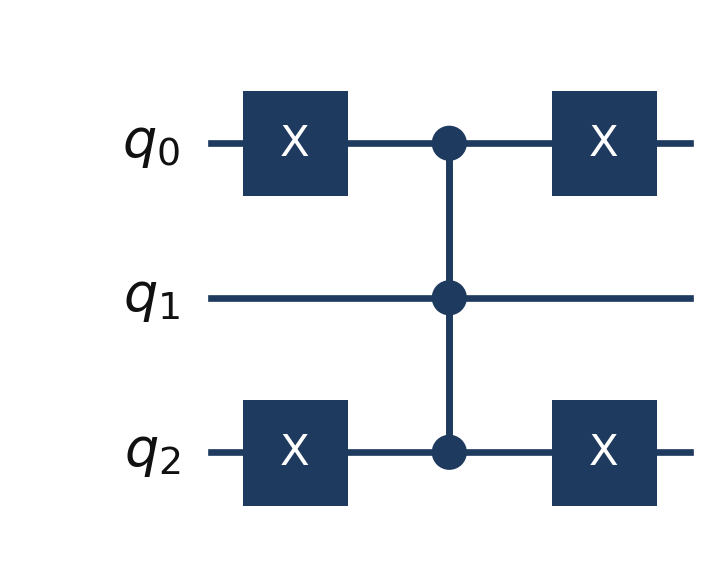 q₀ X X
q₁
q₂ X X